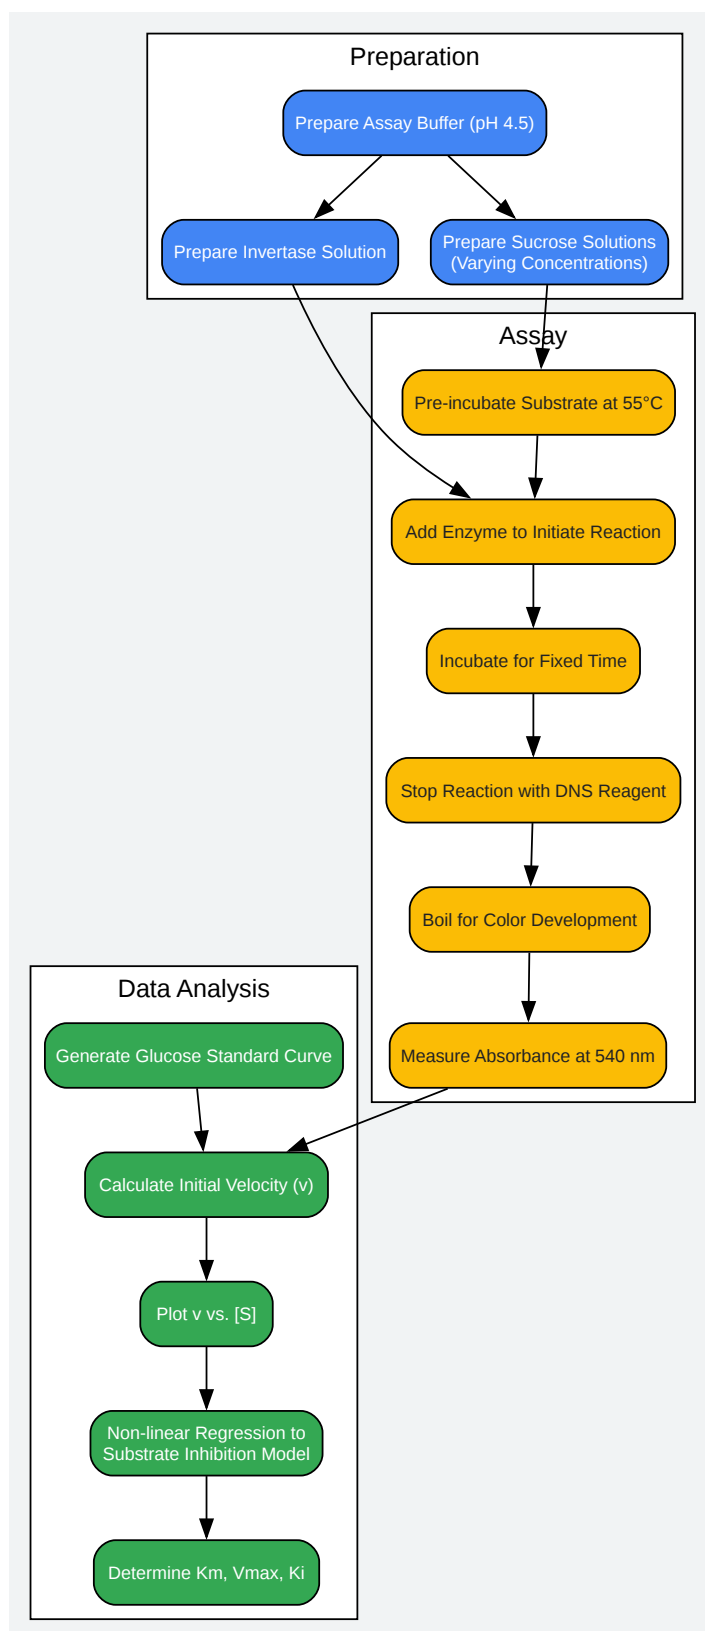 Preparation
Prepare Assay Buffer (pH 4.5)
Prepare Invertase Solution
Prepare Sucrose Solutions
(Varying Concentrations)
Assay
Pre-incubate Substrate at 55°C
Add Enzyme to Initiate Reaction
Incubate for Fixed Time
Stop Reaction with DNS Reagent
Boil for Color Development
Measure Absorbance at 540 nm
Data Analysis
Generate Glucose Standard Curve
Calculate Initial Velocity (v)
Plot v vs. [S]
Non-linear Regression to
Substrate Inhibition Model
Determine Km, Vmax, Ki